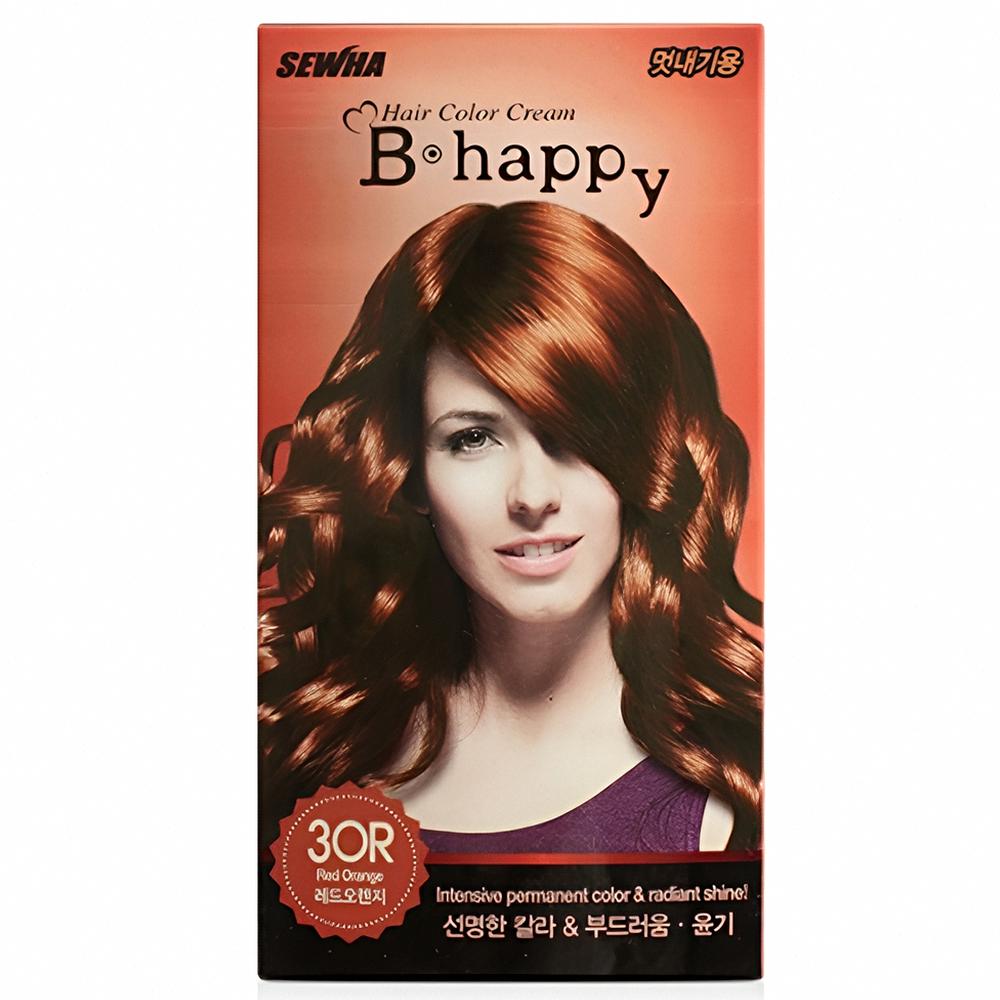 SEWHA
멋내기용
Hair Color Cream
B·happy
3OR
Red Orange
레드오렌지
Intensive permanent color & radiant shine!
선명한 칼라 & 부드러움 · 윤기